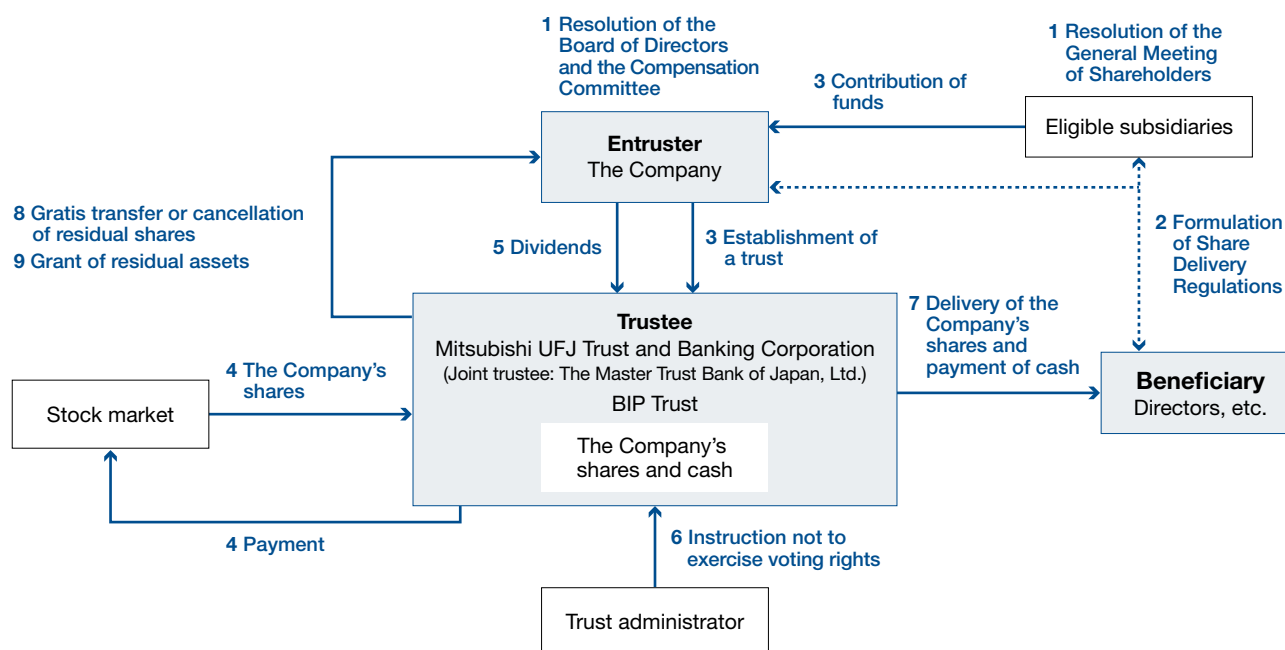 1 Resolution of the
Board of Directors
and the Compensation
Committee
1 Resolution of the
General Meeting
of Shareholders
3 Contribution of
funds
Entruster
The Company
Eligible subsidiaries
8 Gratis transfer or cancellation
of residual shares
9 Grant of residual assets
5 Dividends
3 Establishment of
a trust
2 Formulation
of Share
Delivery
Regulations
Trustee
Mitsubishi UFJ Trust and Banking Corporation
(Joint trustee: The Master Trust Bank of Japan, Ltd.)
BIP Trust
The Company’s
shares and cash
7 Delivery of the
Company’s
shares and
payment of cash
4 The Company’s
shares
Stock market
Beneficiary
Directors, etc.
4 Payment
6 Instruction not to
exercise voting rights
Trust administrator